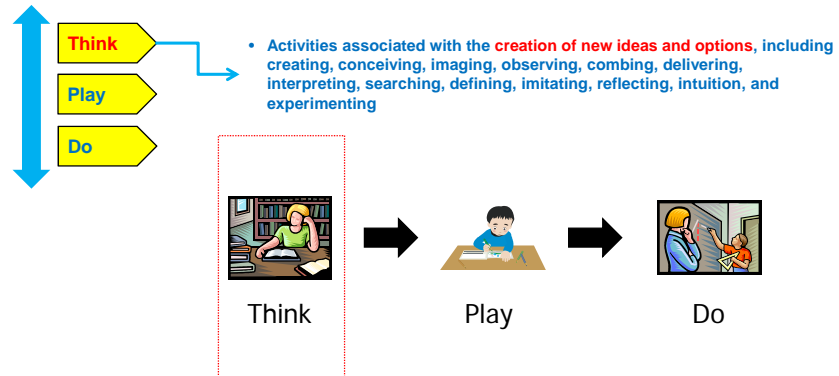 Think
Play
Do
• Activities associated with the creation of new ideas and options, including
creating, conceiving, imaging, observing, combing, delivering,
interpreting, searching, defining, imitating, reflecting, intuition, and
experimenting
Think
Play
Do